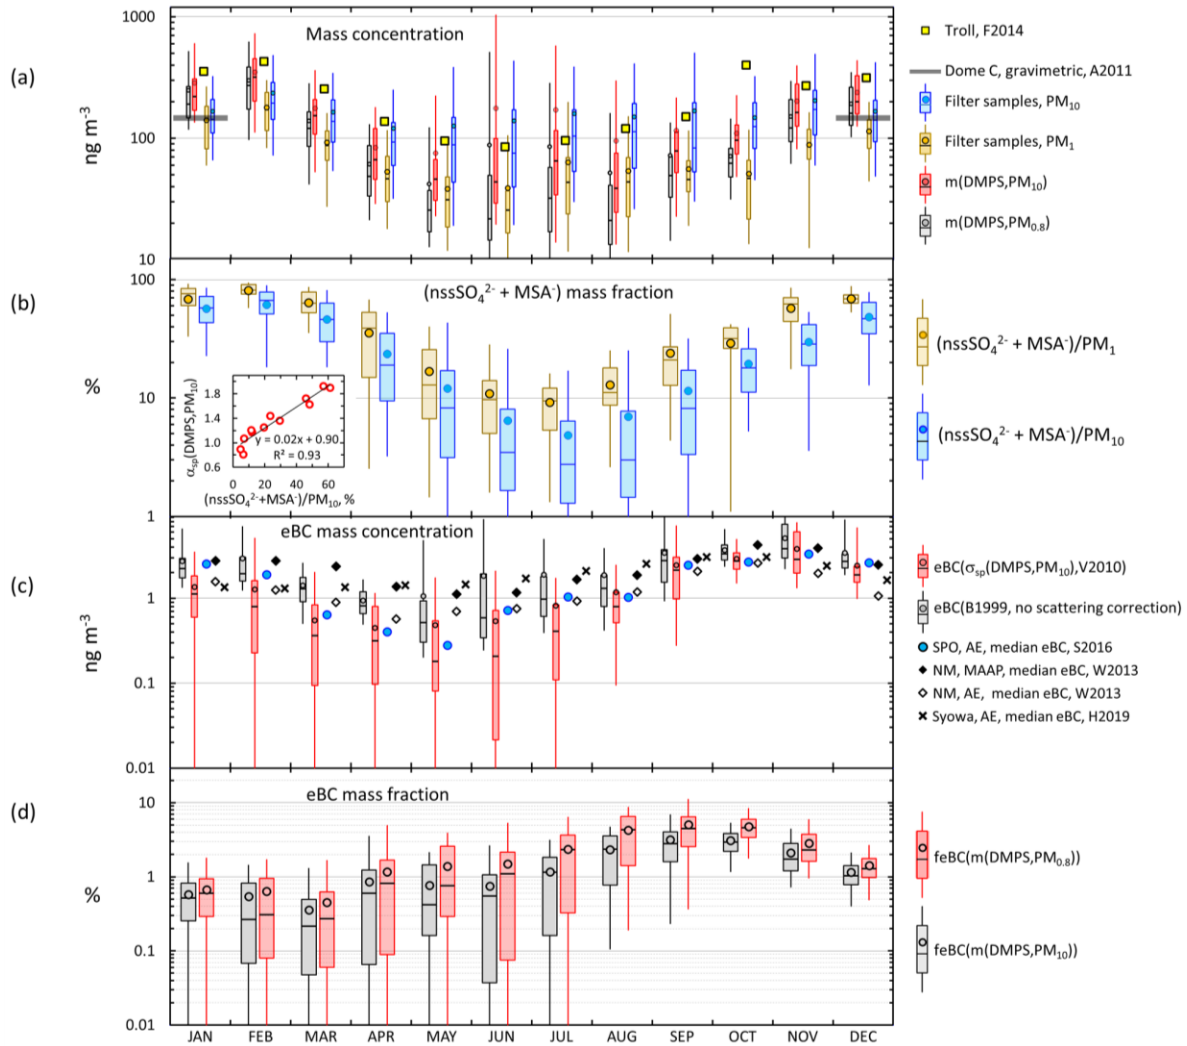 (a)
Mass concentration
ng m⁻³
1000
100
10
Troll, F2014
Dome C, gravimetric, A2011
Filter samples, PM₁₀
Filter samples, PM₁
m(DMPS,PM₁₀)
m(DMPS,PM₀.₈)
(b)
(nssSO₄²⁻ + MSA⁻) mass fraction
%
100
10
1
αsp(DMPS,PM₁₀)
1.8
1.4
1.0
0.6
y = 0.02x + 0.90
R² = 0.93
0 20 40 60
(nssSO₄²⁻+MSA⁻)/PM₁₀, %
(nssSO₄²⁻ + MSA⁻)/PM₁
(nssSO₄²⁻ + MSA⁻)/PM₁₀
(c)
eBC mass concentration
ng m⁻³
1
0.1
0.01
eBC(σsp(DMPS,PM₁₀),V2010)
eBC(B1999, no scattering correction)
SPO, AE, median eBC, S2016
NM, MAAP, median eBC, W2013
NM, AE, median eBC, W2013
Syowa, AE, median eBC, H2019
(d)
eBC mass fraction
%
10
1
0.1
0.01
feBC(m(DMPS,PM₀.₈))
feBC(m(DMPS,PM₁₀))
JAN FEB MAR APR MAY JUN JUL AUG SEP OCT NOV DEC